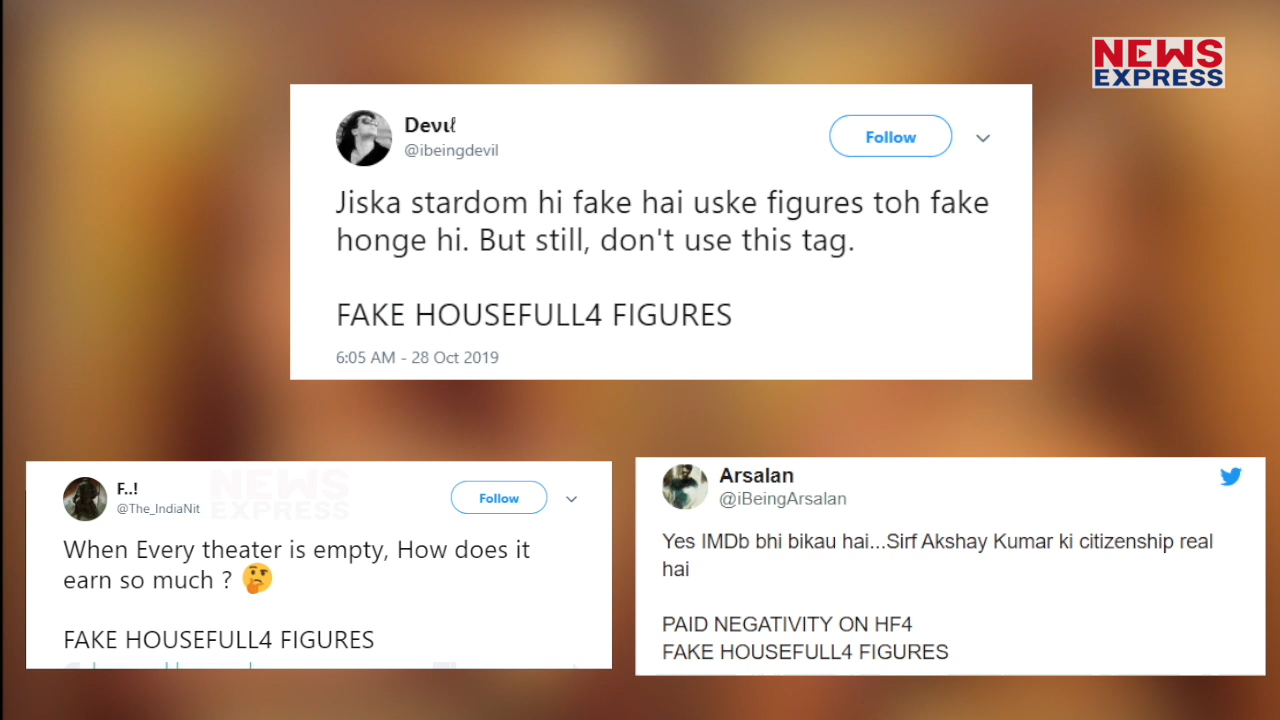 NEWS
EXPRESS
Devιℓ
@ibeingdevil
Follow
Jiska stardom hi fake hai uske figures toh fake
honge hi. But still, don't use this tag.
FAKE HOUSEFULL4 FIGURES
6:05 AM - 28 Oct 2019
F..!
@The_IndiaNit
NEWS
EXPRESS
Follow
When Every theater is empty, How does it
earn so much ? 🤔
FAKE HOUSEFULL4 FIGURES
Arsalan
@iBeingArsalan
Yes IMDb bhi bikau hai...Sirf Akshay Kumar ki citizenship real
hai
PAID NEGATIVITY ON HF4
FAKE HOUSEFULL4 FIGURES